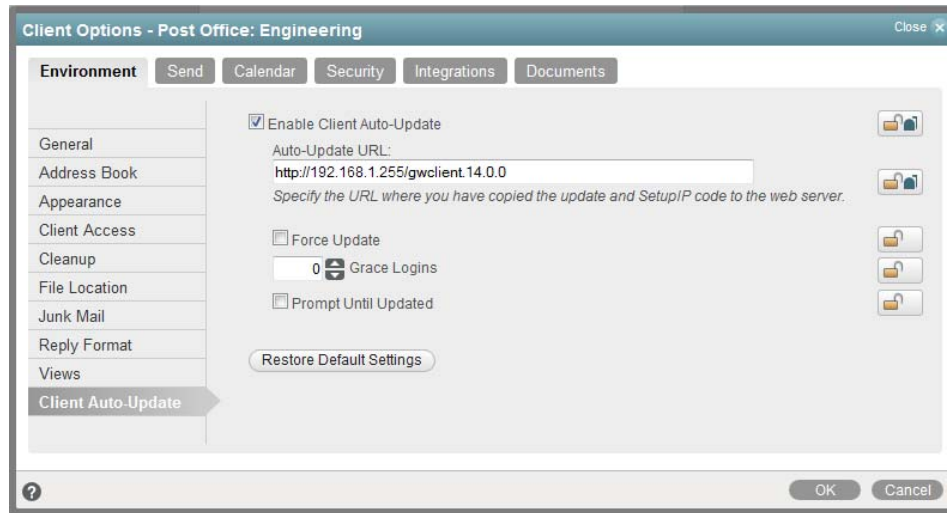 Client Options - Post Office: Engineering
Close
Environment Send Calendar Security Integrations Documents
General
Address Book
Appearance
Client Access
Cleanup
File Location
Junk Mail
Reply Format
Views
Client Auto-Update
Enable Client Auto-Update
Auto-Update URL:
http://192.168.1.255/gwclient.14.0.0
Specify the URL where you have copied the update and SetupIP code to the web server.
Force Update
0 Grace Logins
Prompt Until Updated
Restore Default Settings
?
OK Cancel